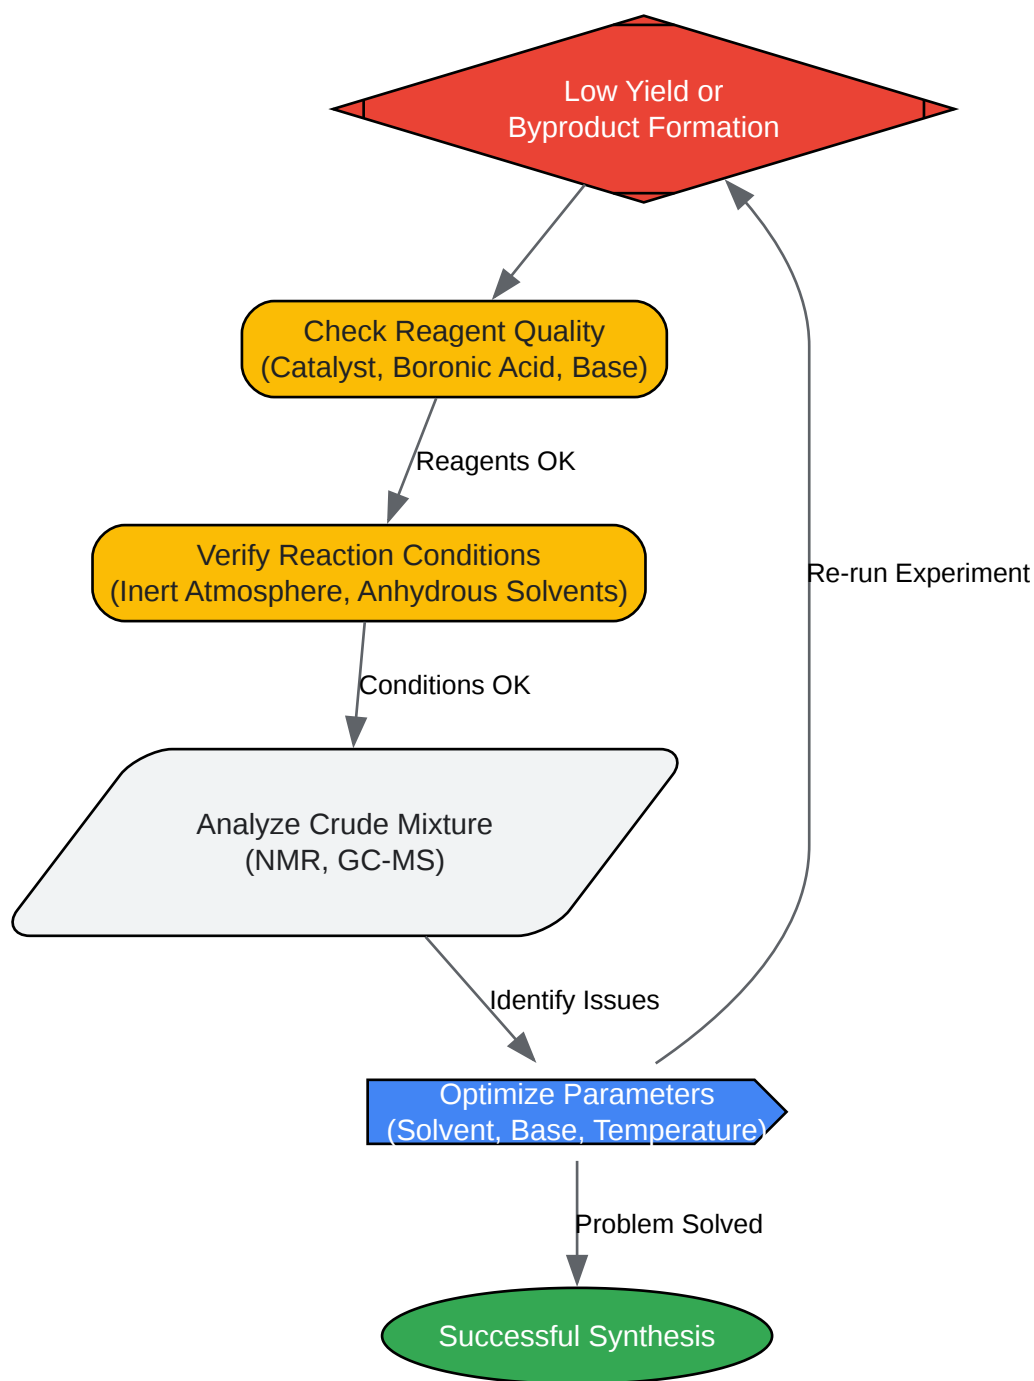 Low Yield or
Byproduct Formation
Check Reagent Quality
(Catalyst, Boronic Acid, Base)
Reagents OK
Verify Reaction Conditions
(Inert Atmosphere, Anhydrous Solvents)
Re-run Experiment
Conditions OK
Analyze Crude Mixture
(NMR, GC-MS)
Identify Issues
Optimize Parameters
(Solvent, Base, Temperature)
Problem Solved
Successful Synthesis